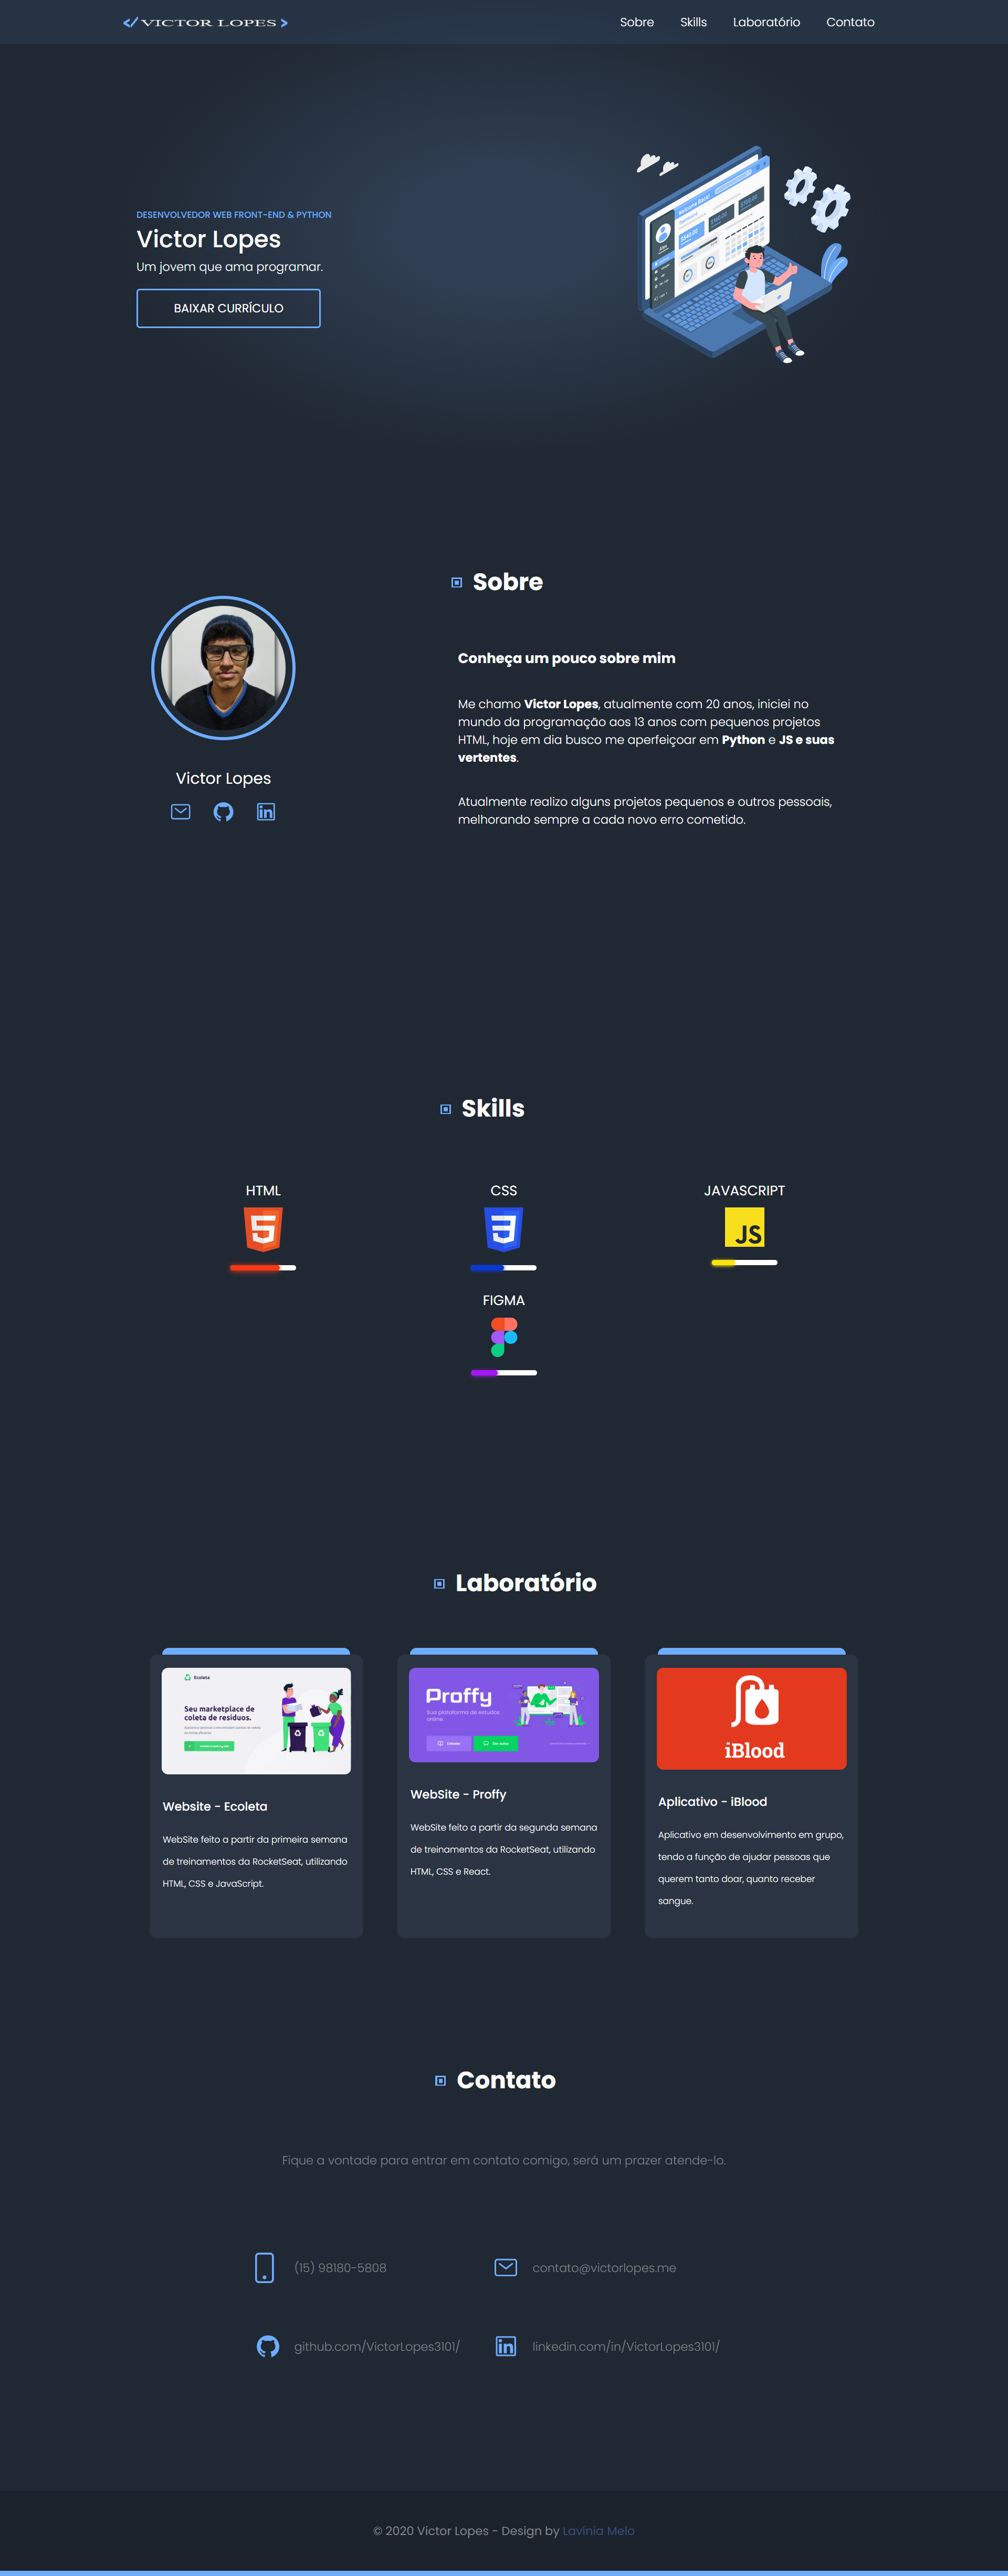 VICTOR LOPES
Sobre
Skills
Laboratório
Contato
DESENVOLVEDOR WEB FRONT-END & PYTHON
Victor Lopes
Um jovem que ama programar.
BAIXAR CURRÍCULO
Welcome Back!
Sobre
Conheça um pouco sobre mim
Me chamo Victor Lopes, atualmente com 20 anos, iniciei no
mundo da programação aos 13 anos com pequenos projetos
HTML, hoje em dia busco me aperfeiçoar em Python e JS e suas
vertentes.
Atualmente realizo alguns projetos pequenos e outros pessoais,
melhorando sempre a cada novo erro cometido.
Victor Lopes
in
Skills
HTML
CSS
JAVASCRIPT
JS
FIGMA
Laboratório
Ecoleta
Seu marketplace de
coleta de resíduos.
Website - Ecoleta
WebSite feito a partir da primeira semana
de treinamentos da RocketSeat, utilizando
HTML, CSS e JavaScript.
Proffy
Sua plataforma de estudos
online.
Estudar
Dar aulas
WebSite - Proffy
WebSite feito a partir da segunda semana
de treinamentos da RocketSeat, utilizando
HTML, CSS e React.
iBlood
Aplicativo - iBlood
Aplicativo em desenvolvimento em grupo,
tendo a função de ajudar pessoas que
querem tanto doar, quanto receber
sangue.
Contato
Fique a vontade para entrar em contato comigo, será um prazer atende-lo.
(15) 98180-5808
contato@victorlopes.me
github.com/VictorLopes3101/
in
linkedin.com/in/VictorLopes3101/
© 2020 Victor Lopes - Design by Lavinia Melo